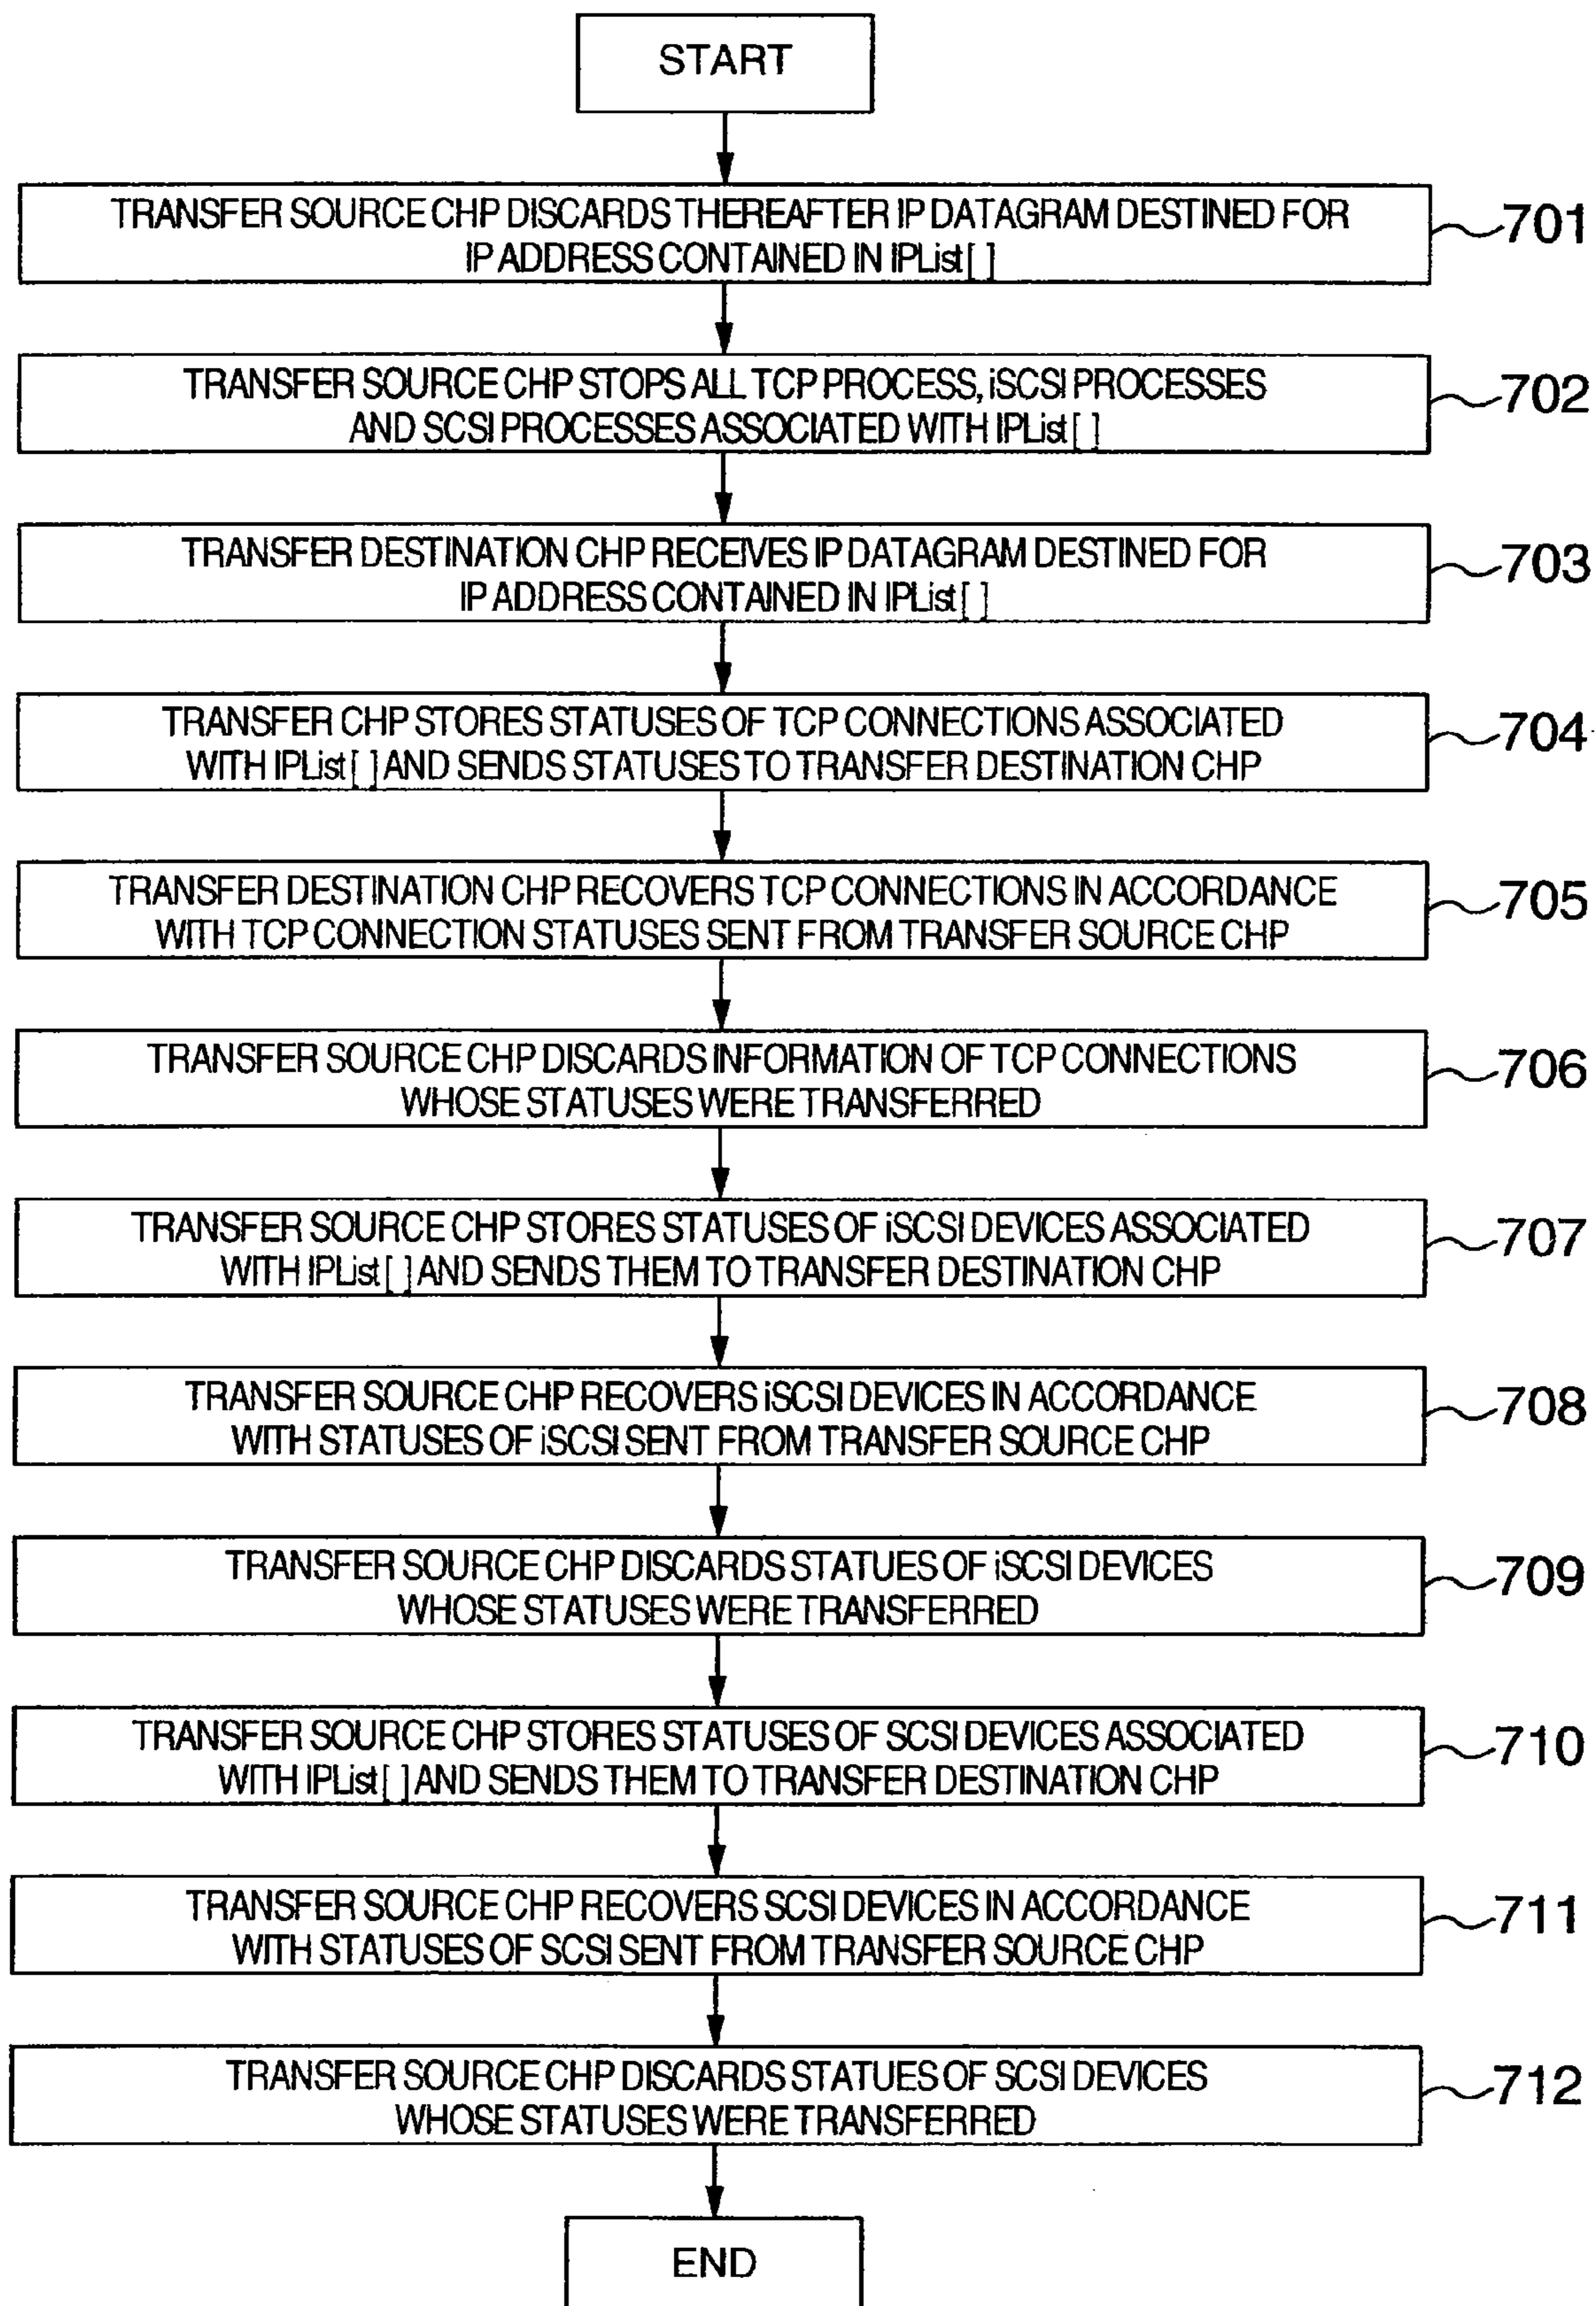 START
TRANSFER SOURCE CHP DISCARDS THEREAFTER IP DATAGRAM DESTINED FOR
IP ADDRESS CONTAINED IN IPList[ ]
701
TRANSFER SOURCE CHP STOPS ALL TCP PROCESS, iSCSI PROCESSES
AND SCSI PROCESSES ASSOCIATED WITH IPList[ ]
702
TRANSFER DESTINATION CHP RECEIVES IP DATAGRAM DESTINED FOR
IP ADDRESS CONTAINED IN IPList[ ]
703
TRANSFER CHP STORES STATUSES OF TCP CONNECTIONS ASSOCIATED
WITH IPList[ ] AND SENDS STATUSES TO TRANSFER DESTINATION CHP
704
TRANSFER DESTINATION CHP RECOVERS TCP CONNECTIONS IN ACCORDANCE
WITH TCP CONNECTION STATUSES SENT FROM TRANSFER SOURCE CHP
705
TRANSFER SOURCE CHP DISCARDS INFORMATION OF TCP CONNECTIONS
WHOSE STATUSES WERE TRANSFERRED
706
TRANSFER SOURCE CHP STORES STATUSES OF iSCSI DEVICES ASSOCIATED
WITH IPList[ ] AND SENDS THEM TO TRANSFER DESTINATION CHP
707
TRANSFER SOURCE CHP RECOVERS iSCSI DEVICES IN ACCORDANCE
WITH STATUSES OF iSCSI SENT FROM TRANSFER SOURCE CHP
708
TRANSFER SOURCE CHP DISCARDS STATUES OF iSCSI DEVICES
WHOSE STATUSES WERE TRANSFERRED
709
TRANSFER SOURCE CHP STORES STATUSES OF SCSI DEVICES ASSOCIATED
WITH IPList[ ] AND SENDS THEM TO TRANSFER DESTINATION CHP
710
TRANSFER SOURCE CHP RECOVERS SCSI DEVICES IN ACCORDANCE
WITH STATUSES OF SCSI SENT FROM TRANSFER SOURCE CHP
711
TRANSFER SOURCE CHP DISCARDS STATUES OF SCSI DEVICES
WHOSE STATUSES WERE TRANSFERRED
712
END